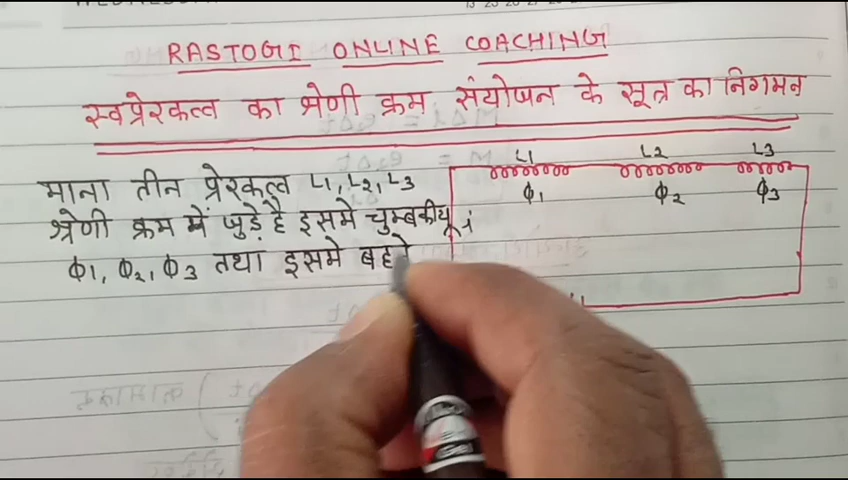 RASTOGI ONLINE COACHING
स्वप्रेरकत्व का श्रेणी क्रम संयोजन के सूत्र का निगमन
L1 L2 L3
Φ1 Φ2 Φ3
i
माना तीन प्रेरकत्व L1, L2, L3
श्रेणी क्रम में जुड़े है इसमे चुम्बकीय
Φ1, Φ2, Φ3 तथा इसमे